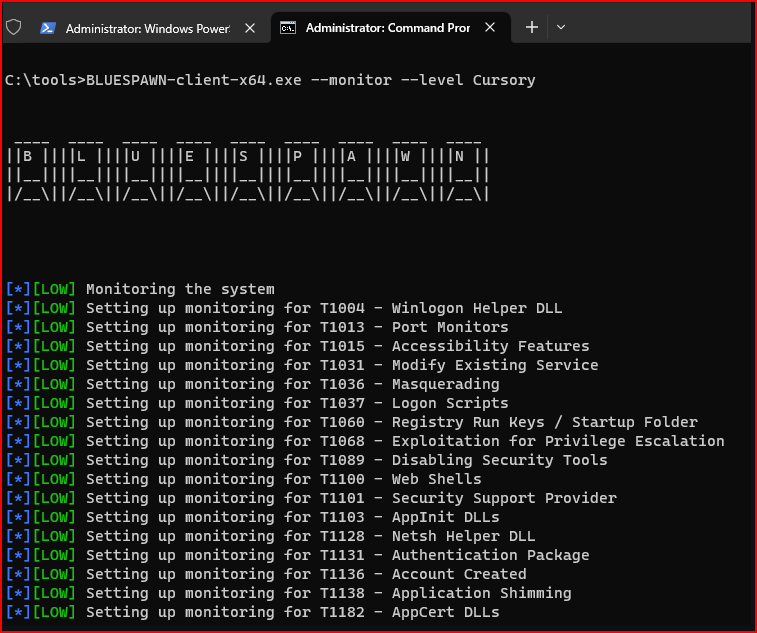 Administrator: Windows Power
Administrator: Command Pror
C:\tools>BLUESPAWN-client-x64.exe --monitor --level Cursory
 ____  ____  ____  ____  ____  ____  ____  ____  ____
||B ||||L ||||U ||||E ||||S ||||P ||||A ||||W ||||N ||
||__||||__||||__||||__||||__||||__||||__||||__||||__||
|/__\||/__\||/__\||/__\||/__\||/__\||/__\||/__\||/__\|
[*][LOW] Monitoring the system
[*][LOW] Setting up monitoring for T1004 - Winlogon Helper DLL
[*][LOW] Setting up monitoring for T1013 - Port Monitors
[*][LOW] Setting up monitoring for T1015 - Accessibility Features
[*][LOW] Setting up monitoring for T1031 - Modify Existing Service
[*][LOW] Setting up monitoring for T1036 - Masquerading
[*][LOW] Setting up monitoring for T1037 - Logon Scripts
[*][LOW] Setting up monitoring for T1060 - Registry Run Keys / Startup Folder
[*][LOW] Setting up monitoring for T1068 - Exploitation for Privilege Escalation
[*][LOW] Setting up monitoring for T1089 - Disabling Security Tools
[*][LOW] Setting up monitoring for T1100 - Web Shells
[*][LOW] Setting up monitoring for T1101 - Security Support Provider
[*][LOW] Setting up monitoring for T1103 - AppInit DLLs
[*][LOW] Setting up monitoring for T1128 - Netsh Helper DLL
[*][LOW] Setting up monitoring for T1131 - Authentication Package
[*][LOW] Setting up monitoring for T1136 - Account Created
[*][LOW] Setting up monitoring for T1138 - Application Shimming
[*][LOW] Setting up monitoring for T1182 - AppCert DLLs